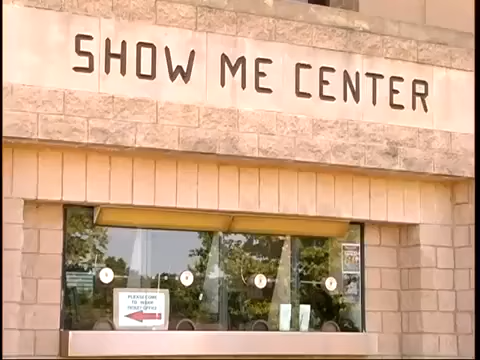 SHOW ME CENTER
PLEASE COME
TO MAIN
TICKET OFFICE